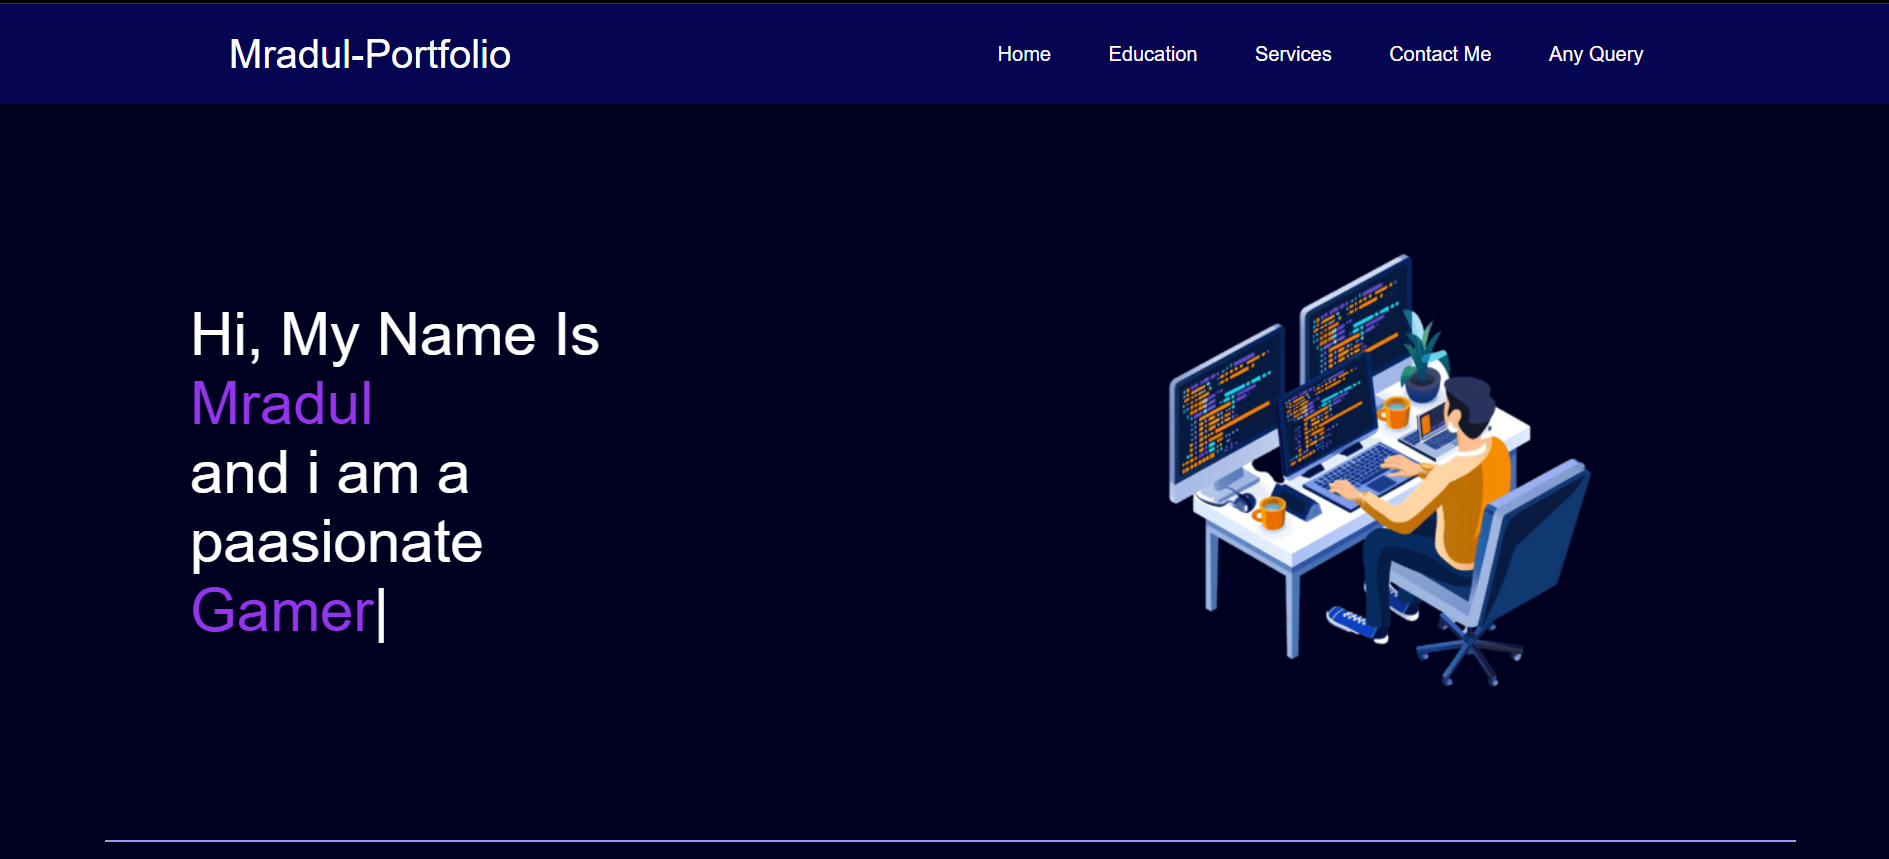 Mradul-Portfolio
Home Education Services Contact Me Any Query
Hi, My Name Is
Mradul
and i am a
paasionate
Gamer|